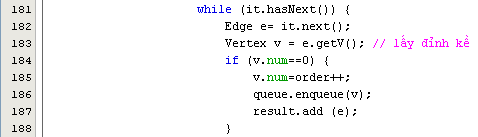 181 while (it.hasNext()) {
182 Edge e= it.next();
183 Vertex v = e.getV(); // lấy đỉnh kề
184 if (v.num==0) {
185 v.num=order++;
186 queue.enqueue(v);
187 result.add (e);
188 }